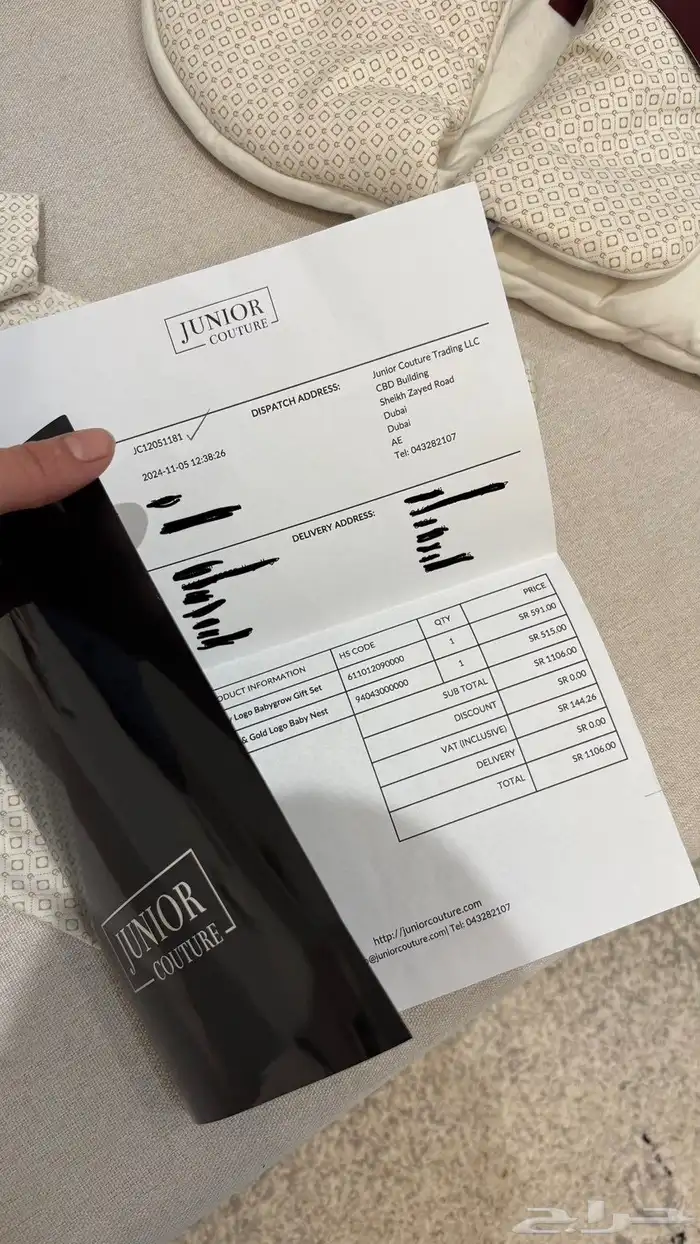 JUNIOR
COUTURE
JC12051181
2024-11-05 12:38:26
DISPATCH ADDRESS:
Junior Couture Trading LLC
CBD Building
Sheikh Zayed Road
Dubai
Dubai
AE
Tel: 043282107
DELIVERY ADDRESS:
ODUCT INFORMATION HS CODE QTY PRICE
y Logo Babygrow Gift Set 611012090000 1 SR 591.00
& Gold Logo Baby Nest 94043000000 1 SR 515.00
SUB TOTAL SR 1106.00
DISCOUNT SR 0.00
VAT (INCLUSIVE) SR 144.26
DELIVERY SR 0.00
TOTAL SR 1106.00
http://juniorcouture.com
@juniorcouture.com| Tel: 043282107
JUNIOR
COUTURE
حراج